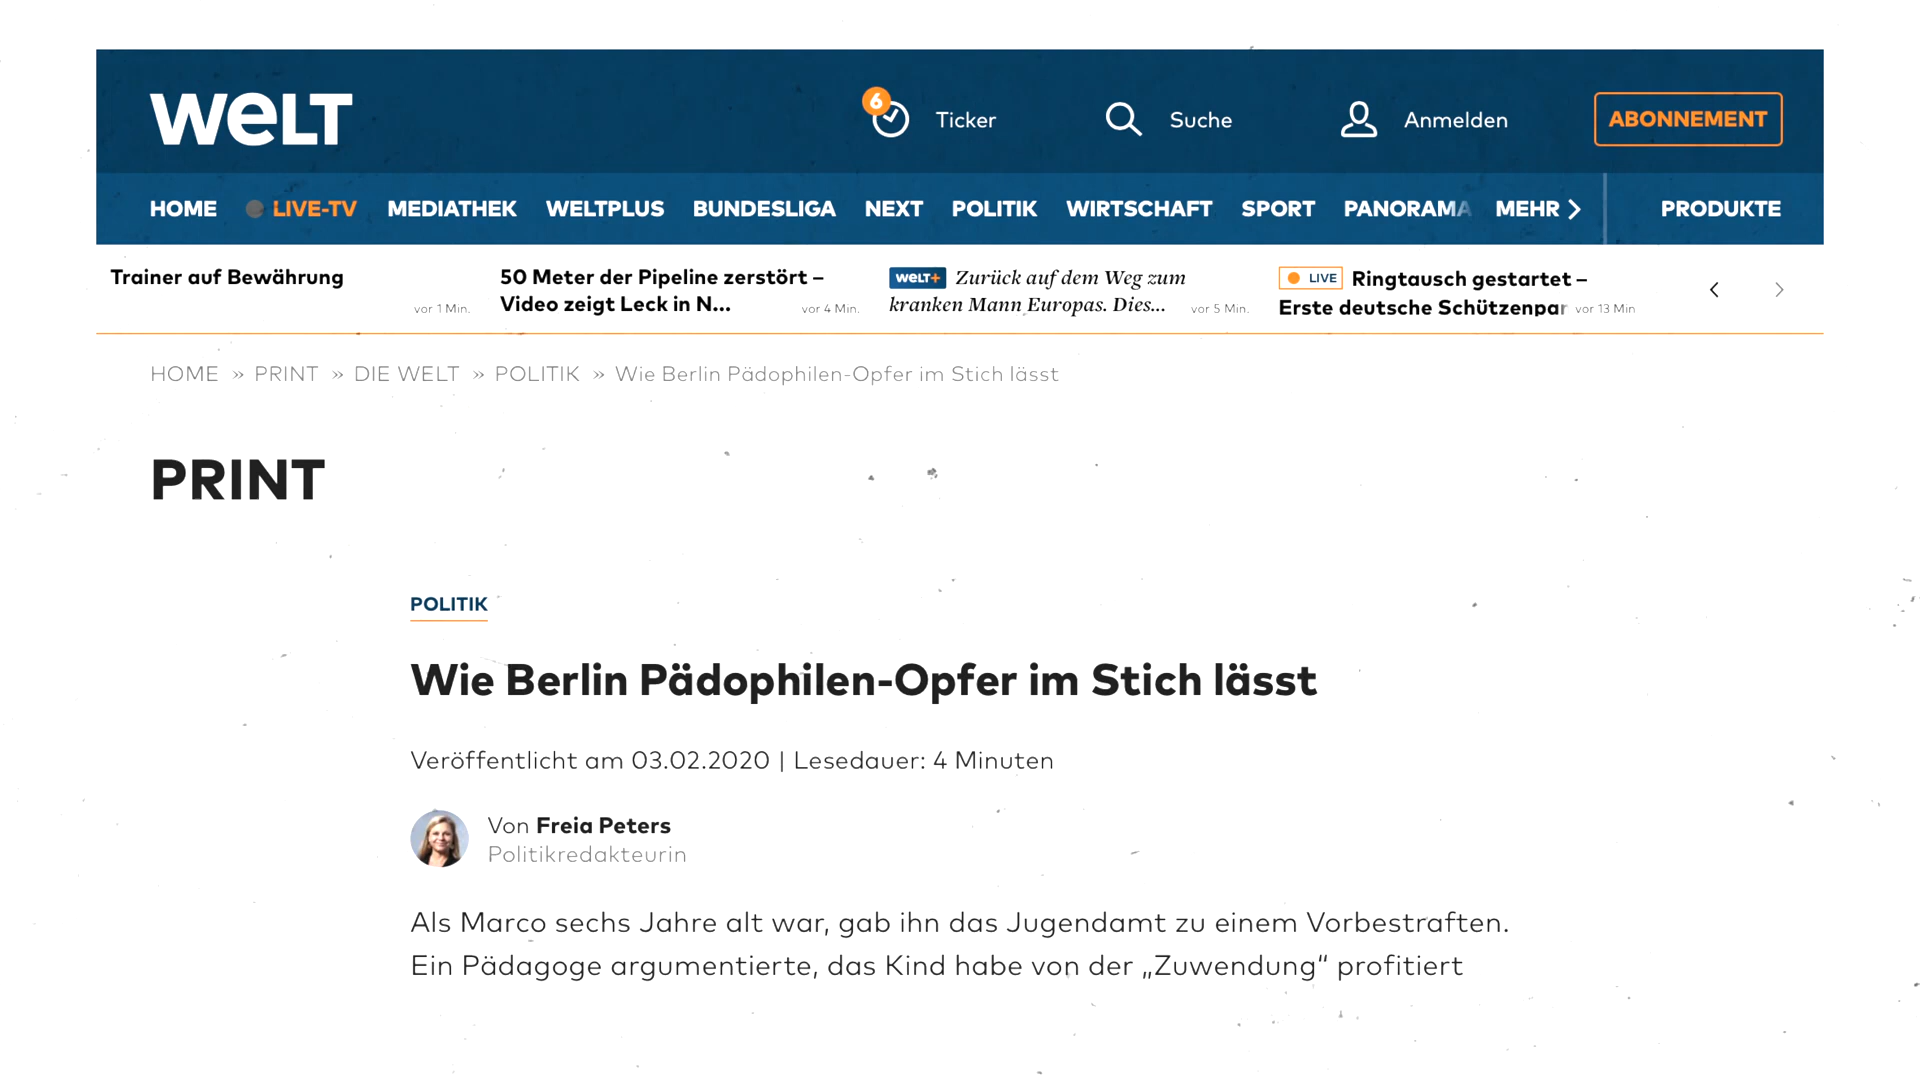 WELT
6
Ticker
Suche
Anmelden
ABONNEMENT
HOME
LIVE-TV
MEDIATHEK
WELTPLUS
BUNDESLIGA
NEXT
POLITIK
WIRTSCHAFT
SPORT
PANORAMA
MEHR
PRODUKTE
Trainer auf Bewährung
vor 1 Min.
50 Meter der Pipeline zerstört –
Video zeigt Leck in N...
vor 4 Min.
WELT+ Zurück auf dem Weg zum
kranken Mann Europas. Dies...
vor 5 Min.
LIVE Ringtausch gestartet –
Erste deutsche Schützenpar
vor 13 Min
HOME » PRINT » DIE WELT » POLITIK » Wie Berlin Pädophilen-Opfer im Stich lässt
PRINT
POLITIK
Wie Berlin Pädophilen-Opfer im Stich lässt
Veröffentlicht am 03.02.2020 | Lesedauer: 4 Minuten
Von Freia Peters
Politikredakteurin
Als Marco sechs Jahre alt war, gab ihn das Jugendamt zu einem Vorbestraften.
Ein Pädagoge argumentierte, das Kind habe von der „Zuwendung“ profitiert